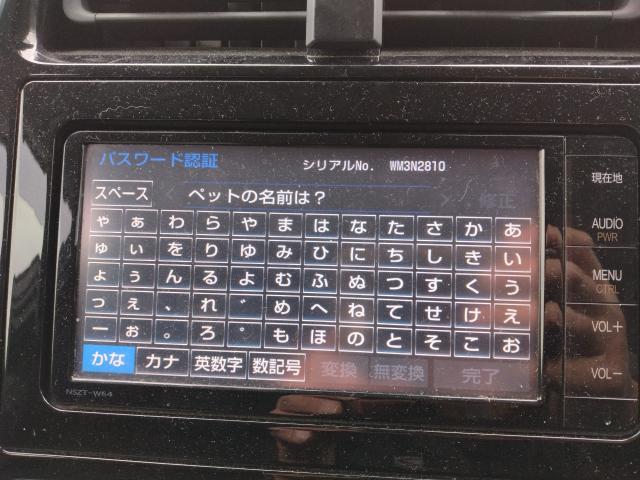 パスワード認証 シリアルNo. WM3N2810
スペース ペットの名前は？ 修正
ゃ ぁ わ ら や ま は な た さ か あ
ゅ ぃ を り ゆ み ひ に ち し き い
ょ ぅ ん る よ む ふ ぬ つ す く う
っ ぇ 、 れ ゛ め へ ね て せ け え
ー ぉ 。 ろ ゜ も ほ の と そ こ お
かな カナ 英数字 数記号 変換 無変換 完了
NSZT-W64
現在地
AUDIO
PWR
MENU
CTRL
VOL+
VOL-